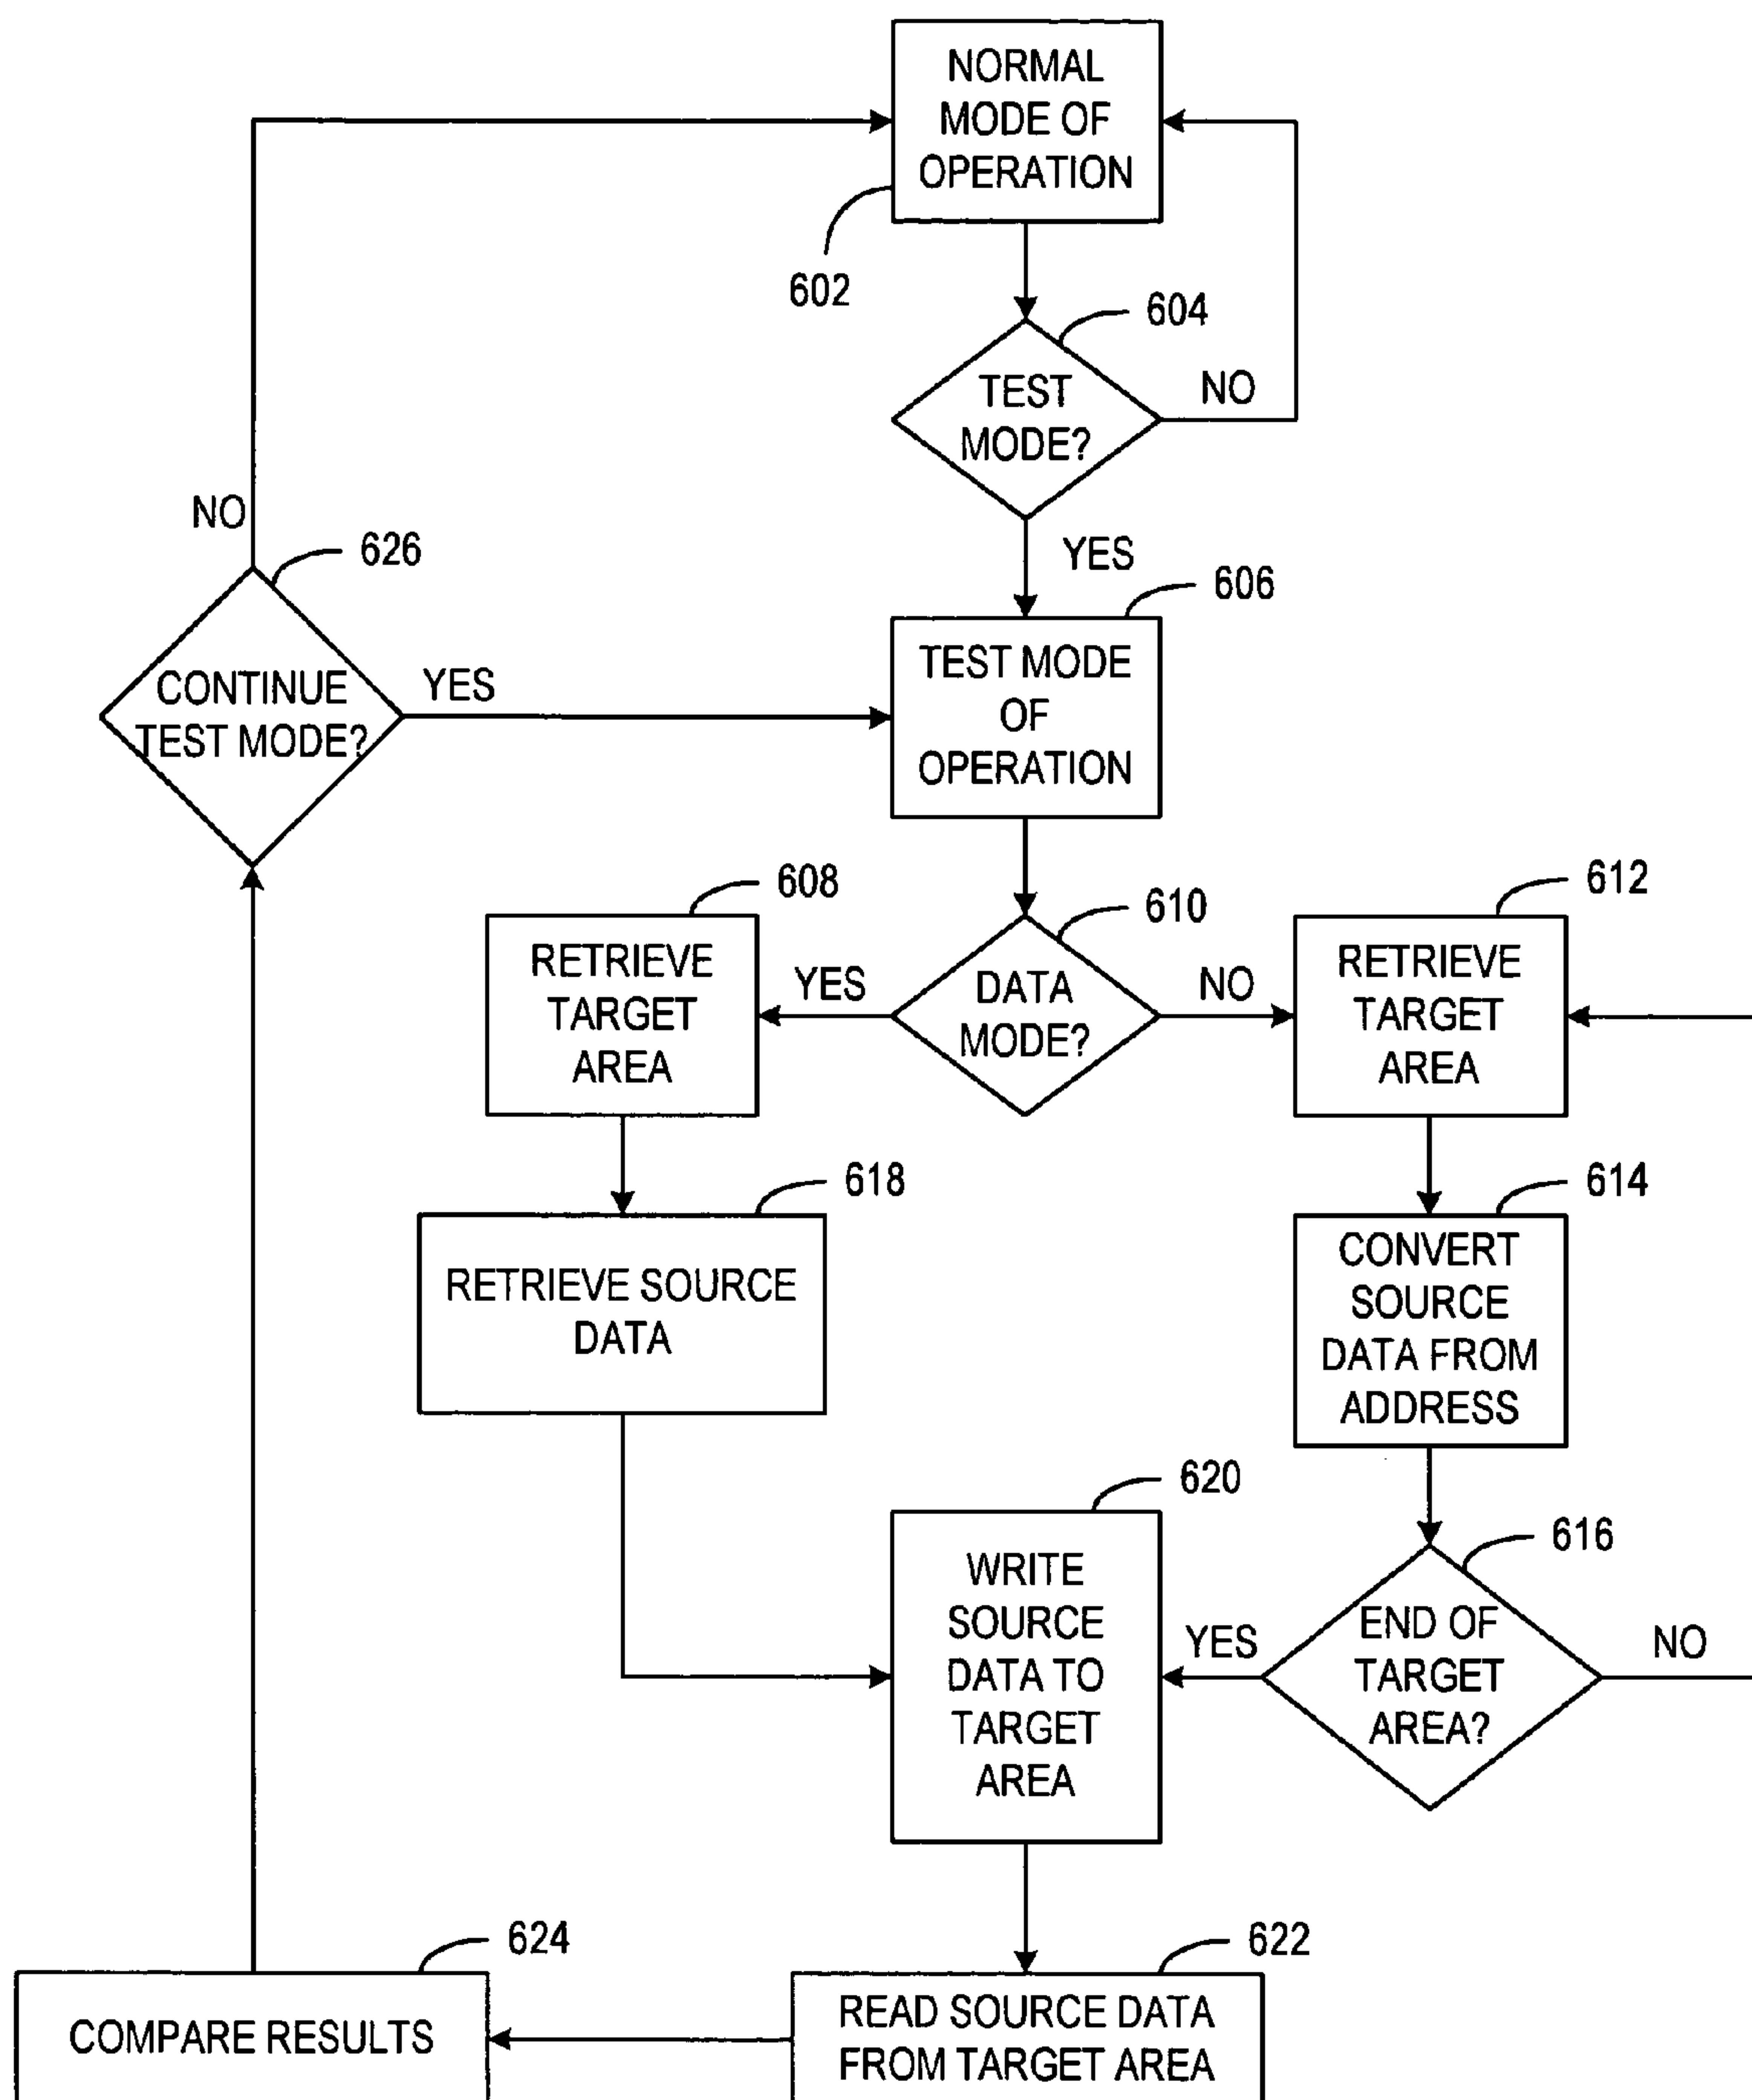 NORMAL
MODE OF
OPERATION
602
604
TEST
MODE?
NO
YES
NO
626
606
CONTINUE
TEST MODE?
YES
TEST MODE
OF
OPERATION
608
610
612
RETRIEVE
TARGET
AREA
YES
DATA
MODE?
NO
RETRIEVE
TARGET
AREA
618
614
RETRIEVE SOURCE
DATA
CONVERT
SOURCE
DATA FROM
ADDRESS
620
616
WRITE
SOURCE
DATA TO
TARGET
AREA
YES
END OF
TARGET
AREA?
NO
624
622
COMPARE RESULTS
READ SOURCE DATA
FROM TARGET AREA